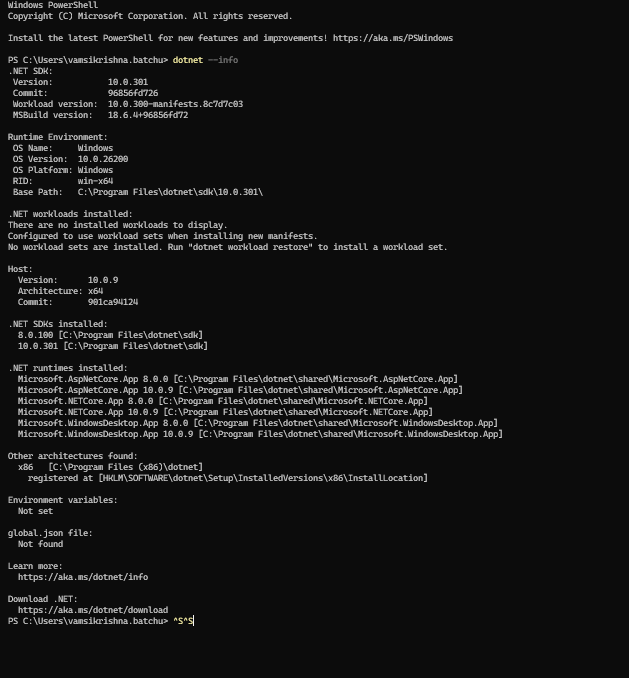 Windows PowerShell
Copyright (C) Microsoft Corporation. All rights reserved.
Install the latest PowerShell for new features and improvements! https://aka.ms/PSWindows
PS C:\Users\vamsikrishna.batchu> dotnet --info
.NET SDK:
 Version:           10.0.301
 Commit:            96856fd726
 Workload version:  10.0.300-manifests.8c7d7c03
 MSBuild version:   18.6.4+96856fd72
Runtime Environment:
 OS Name:     Windows
 OS Version:  10.0.26200
 OS Platform: Windows
 RID:         win-x64
 Base Path:   C:\Program Files\dotnet\sdk\10.0.301\
.NET workloads installed:
There are no installed workloads to display.
Configured to use workload sets when installing new manifests.
No workload sets are installed. Run "dotnet workload restore" to install a workload set.
Host:
  Version:      10.0.9
  Architecture: x64
  Commit:       901ca94124
.NET SDKs installed:
  8.0.100 [C:\Program Files\dotnet\sdk]
  10.0.301 [C:\Program Files\dotnet\sdk]
.NET runtimes installed:
  Microsoft.AspNetCore.App 8.0.0 [C:\Program Files\dotnet\shared\Microsoft.AspNetCore.App]
  Microsoft.AspNetCore.App 10.0.9 [C:\Program Files\dotnet\shared\Microsoft.AspNetCore.App]
  Microsoft.NETCore.App 8.0.0 [C:\Program Files\dotnet\shared\Microsoft.NETCore.App]
  Microsoft.NETCore.App 10.0.9 [C:\Program Files\dotnet\shared\Microsoft.NETCore.App]
  Microsoft.WindowsDesktop.App 8.0.0 [C:\Program Files\dotnet\shared\Microsoft.WindowsDesktop.App]
  Microsoft.WindowsDesktop.App 10.0.9 [C:\Program Files\dotnet\shared\Microsoft.WindowsDesktop.App]
Other architectures found:
  x86   [C:\Program Files (x86)\dotnet]
    registered at [HKLM\SOFTWARE\dotnet\Setup\InstalledVersions\x86\InstallLocation]
Environment variables:
  Not set
global.json file:
  Not found
Learn more:
  https://aka.ms/dotnet/info
Download .NET:
  https://aka.ms/dotnet/download
PS C:\Users\vamsikrishna.batchu> ^S^S